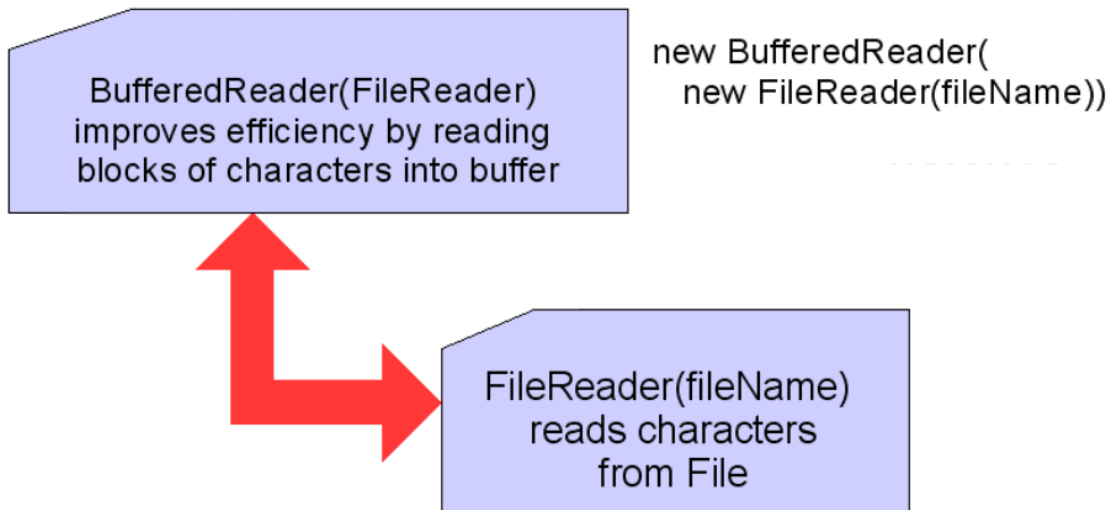 BufferedReader(FileReader)
improves efficiency by reading
blocks of characters into buffer
new BufferedReader(
new FileReader(fileName))
FileReader(fileName)
reads characters
from File